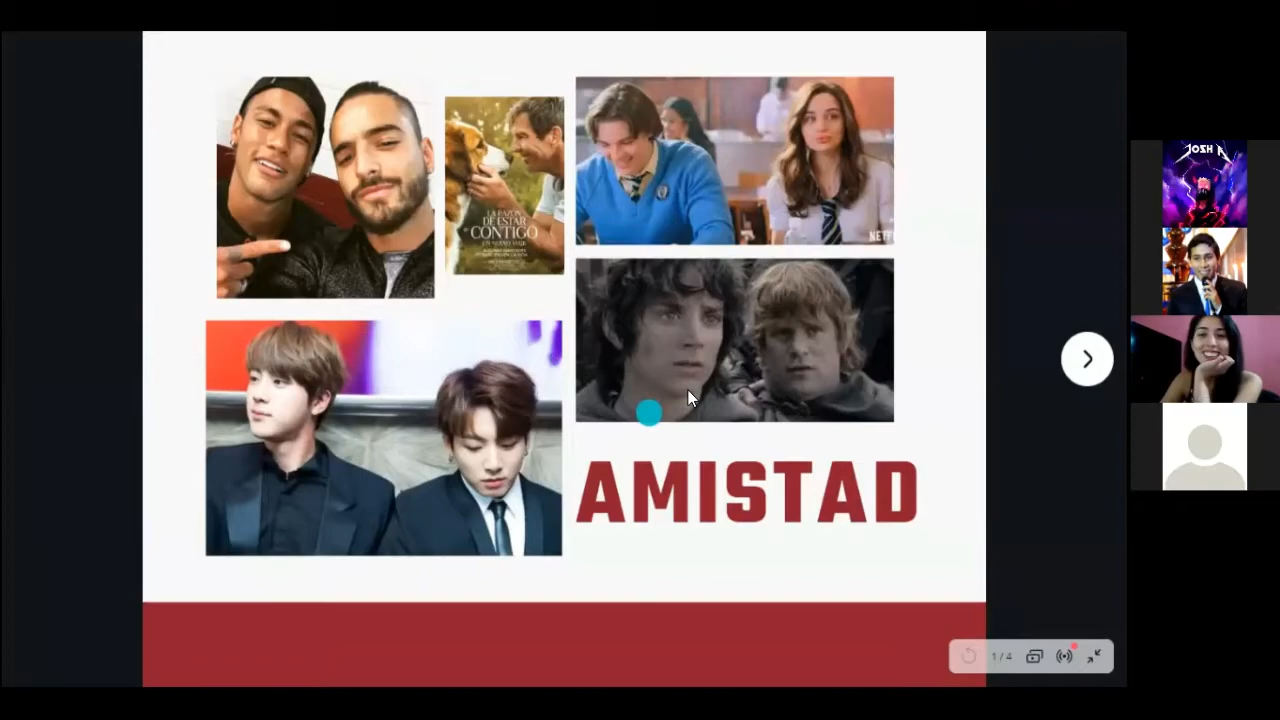 LA RAZÓN
DE ESTAR
CONTIGO
UN NUEVO VIAJE
NETF
AMISTAD
1/4
JOSH A